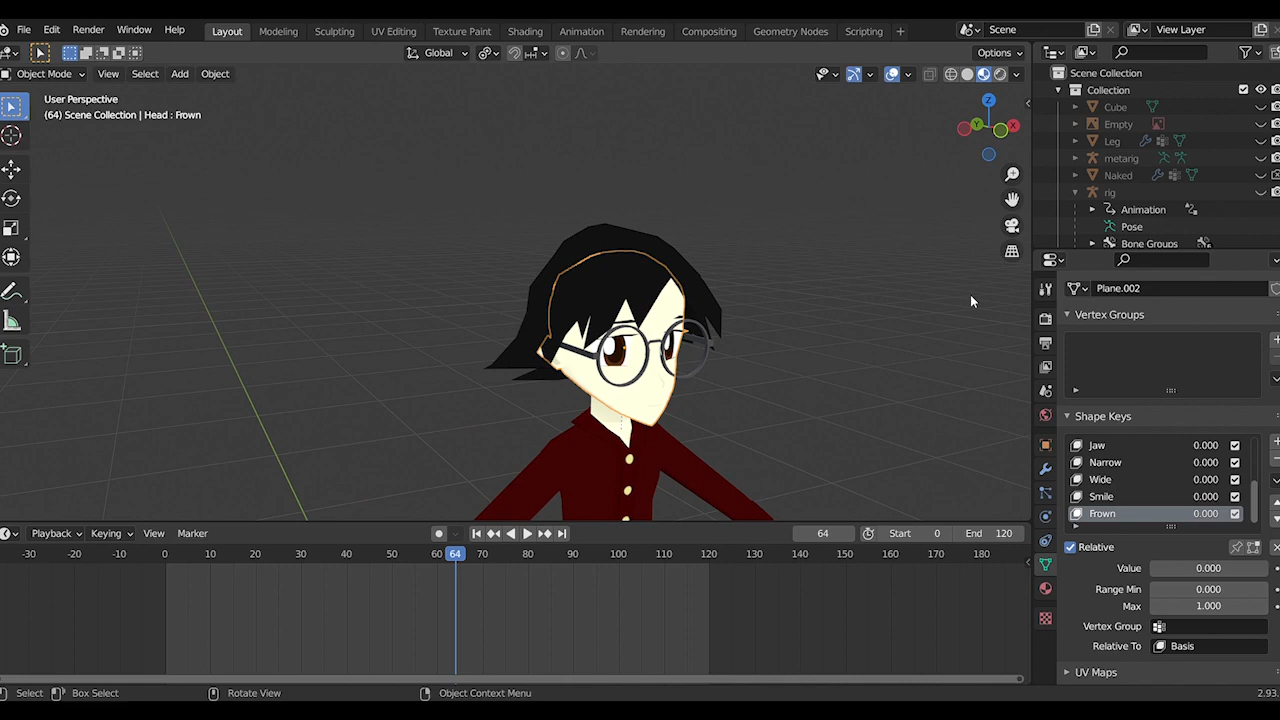 File Edit Render Window Help Layout Modeling Sculpting UV Editing Texture Paint Shading Animation Rendering Compositing Geometry Nodes Scripting + Scene View Layer
Global Options
Object Mode View Select Add Object
User Perspective
(64) Scene Collection | Head : Frown
Z
Y
X
Scene Collection
Collection
Cube
Empty
Leg
metarig
Naked
rig
Animation
Pose
Bone Groups
Plane.002
Vertex Groups
Shape Keys
Jaw 0.000
Narrow 0.000
Wide 0.000
Smile 0.000
Frown 0.000
Relative
Value 0.000
Range Min 0.000
Max 1.000
Vertex Group
Relative To Basis
UV Maps
Playback Keying View Marker 64 Start 0 End 120
-30 -20 -10 0 10 20 30 40 50 60 64 70 80 90 100 110 120 130 140 150 160 170 180
Select Box Select Rotate View Object Context Menu 2.93.